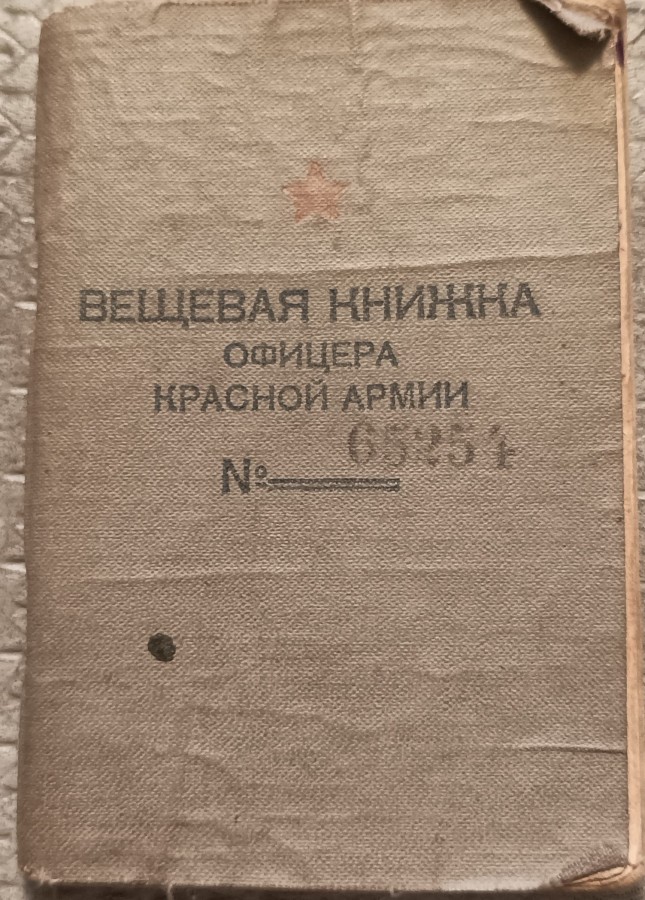 ВЕЩЕВАЯ КНИЖКА
ОФИЦЕРА
КРАСНОЙ АРМИИ
№ 65254